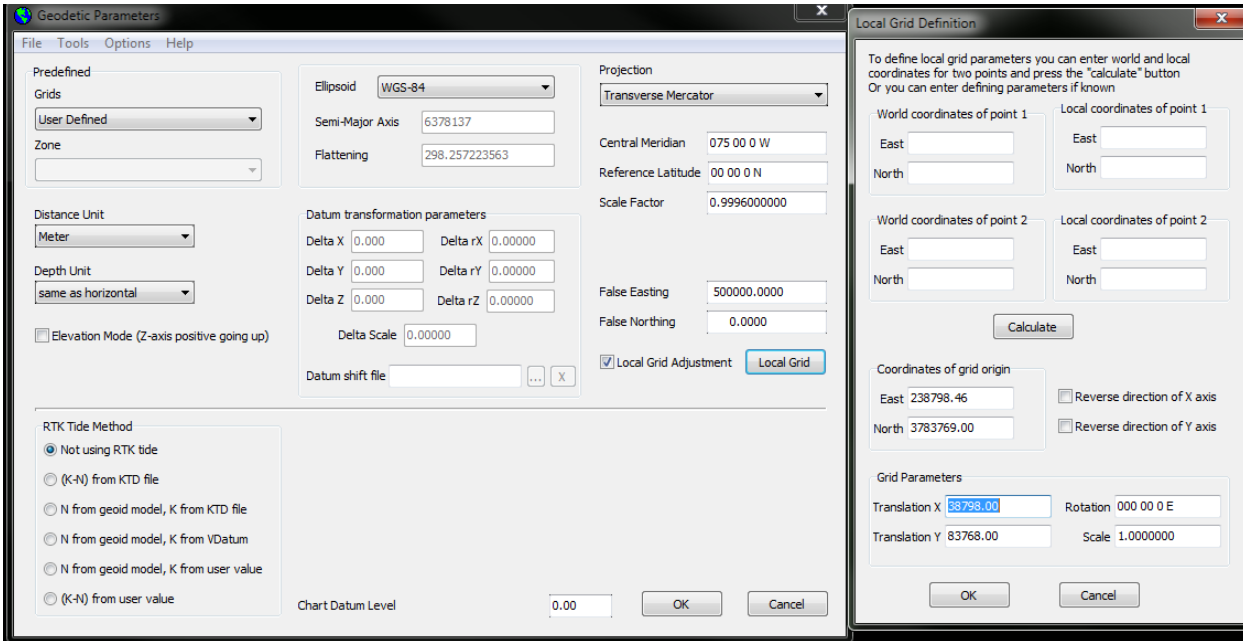 Geodetic Parameters
x
File Tools Options Help
Predefined
Grids
User Defined
Zone
Distance Unit
Meter
Depth Unit
same as horizontal
Elevation Mode (Z-axis positive going up)
Ellipsoid WGS-84
Semi-Major Axis 6378137
Flattening 298.257223563
Datum transformation parameters
Delta X 0.000 Delta rX 0.00000
Delta Y 0.000 Delta rY 0.00000
Delta Z 0.000 Delta rZ 0.00000
Delta Scale 0.00000
Datum shift file ... X
Projection
Transverse Mercator
Central Meridian 075 00 0 W
Reference Latitude 00 00 0 N
Scale Factor 0.9996000000
False Easting 500000.0000
False Northing 0.0000
Local Grid Adjustment Local Grid
RTK Tide Method
Not using RTK tide
(K-N) from KTD file
N from geoid model, K from KTD file
N from geoid model, K from VDatum
N from geoid model, K from user value
(K-N) from user value
Chart Datum Level 0.00 OK Cancel
Local Grid Definition
x
To define local grid parameters you can enter world and local
coordinates for two points and press the "calculate" button
Or you can enter defining parameters if known
World coordinates of point 1
East
North
Local coordinates of point 1
East
North
World coordinates of point 2
East
North
Local coordinates of point 2
East
North
Calculate
Coordinates of grid origin
East 238798.46
North 3783769.00
Reverse direction of X axis
Reverse direction of Y axis
Grid Parameters
Translation X 38798.00 Rotation 000 00 0 E
Translation Y 83768.00 Scale 1.0000000
OK Cancel